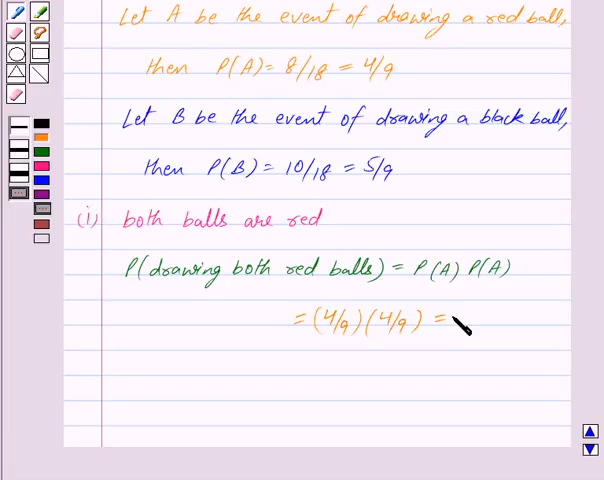 Let A be the event of drawing a red ball,
then P(A) = 8/18 = 4/9
Let B be the event of drawing a black ball,
then P(B) = 10/18 = 5/9
(i) both balls are red
P(drawing both red balls) = P(A) P(A)
= (4/9) (4/9) =